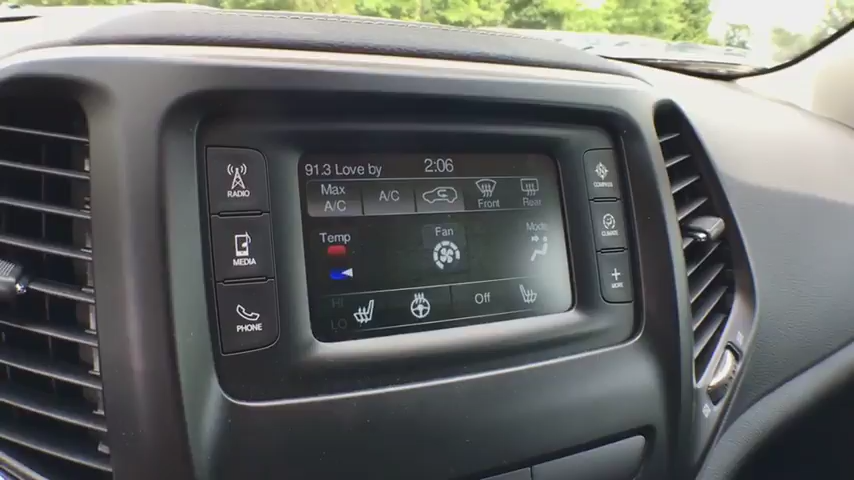 91.3 Love by 2:06
Max A/C
A/C
Front
Rear
Temp
Fan
Mode
HI
LO
Off
RADIO
MEDIA
PHONE
COMPASS
CLIMATE
+
MORE